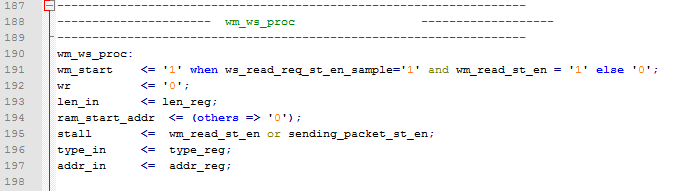 187 ------------------------------------------------------------------
188 ---------------------- wm_ws_proc -------------------
189 ------------------------------------------------------------------
190 wm_ws_proc:
191 wm_start <= '1' when ws_read_req_st_en_sample='1' and wm_read_st_en = '1' else '0';
192 wr <= '0';
193 len_in <= len_reg;
194 ram_start_addr <= (others => '0');
195 stall <= wm_read_st_en or sending_packet_st_en;
196 type_in <= type_reg;
197 addr_in <= addr_reg;
198